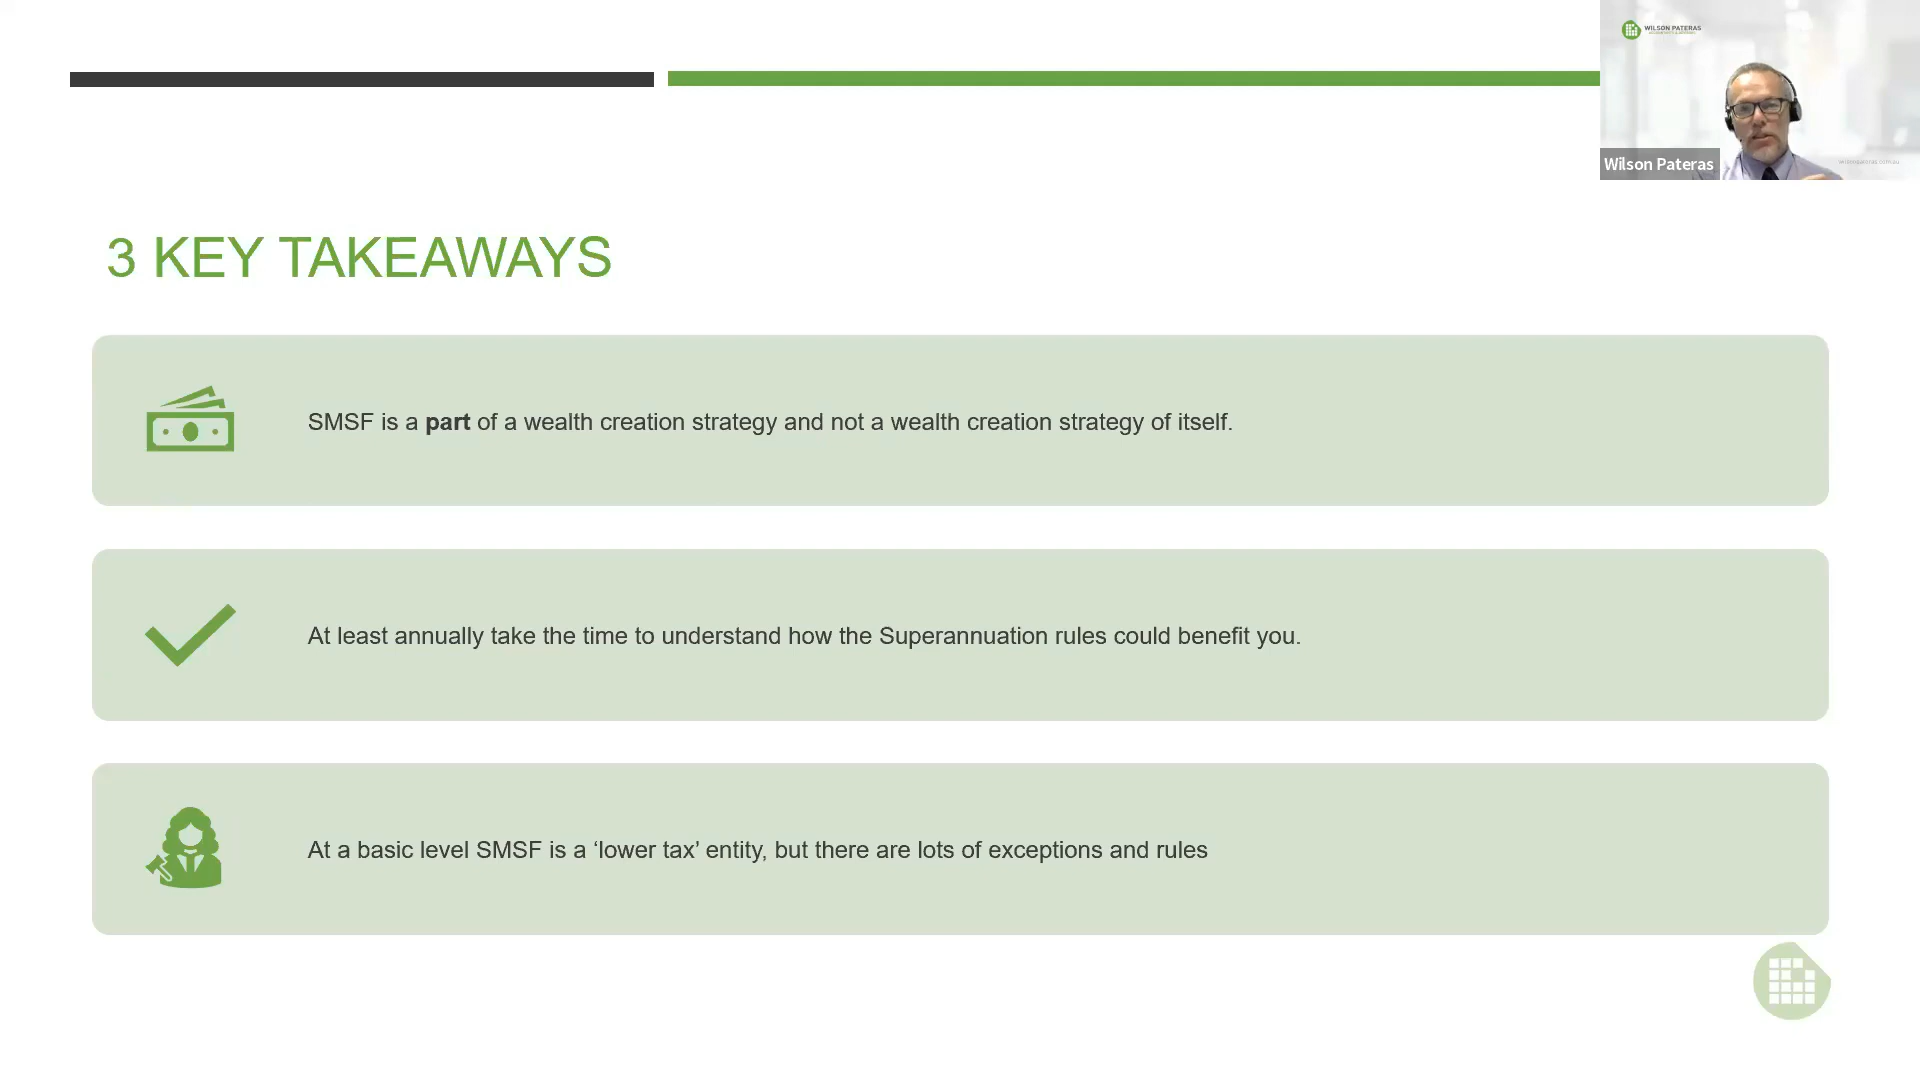 WILSON PATERAS
Wilson Pateras
3 KEY TAKEAWAYS
SMSF is a part of a wealth creation strategy and not a wealth creation strategy of itself.
At least annually take the time to understand how the Superannuation rules could benefit you.
At a basic level SMSF is a ‘lower tax’ entity, but there are lots of exceptions and rules